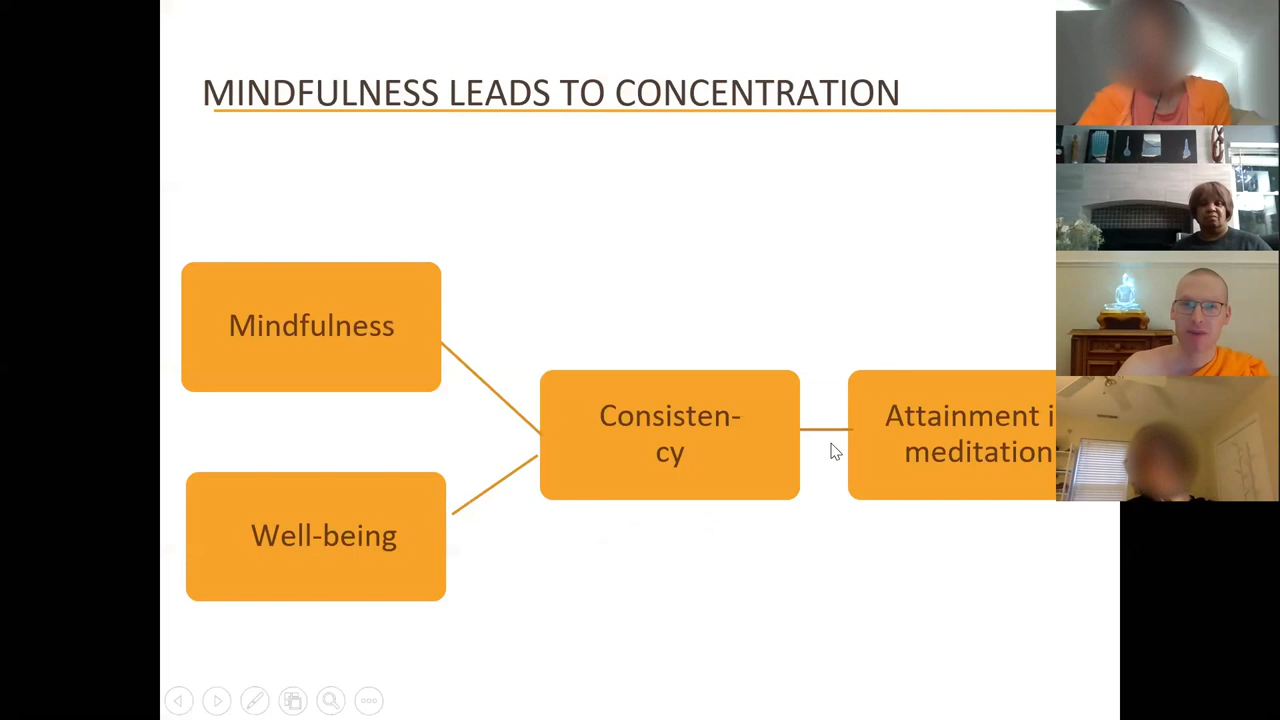 MINDFULNESS LEADS TO CONCENTRATION
Mindfulness
Consisten-
cy
Attainment i
meditation
Well-being